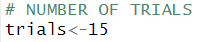 # NUMBER OF TRIALS
trials<-15